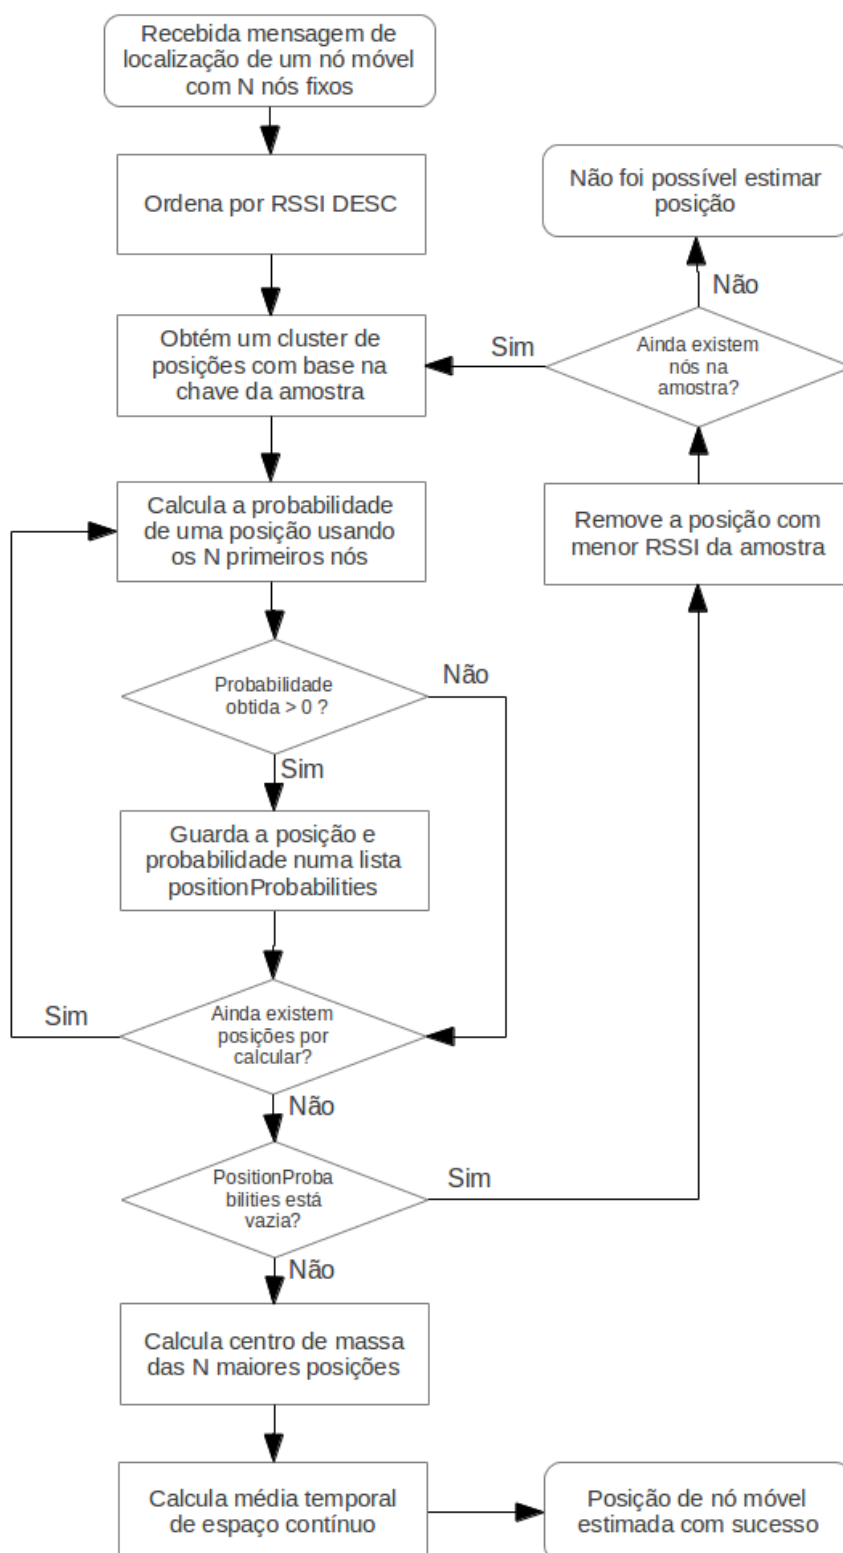 Recebida mensagem de
localização de um nó móvel
com N nós fixos
Ordena por RSSI DESC
Não foi possível estimar
posição
Não
Obtém um cluster de
posições com base na
chave da amostra
Sim
Ainda existem
nós na
amostra?
Calcula a probabilidade
de uma posição usando
os N primeiros nós
Remove a posição com
menor RSSI da amostra
Probabilidade
obtida > 0 ?
Não
Sim
Guarda a posição e
probabilidade numa lista
positionProbabilities
Sim
Ainda existem
posições por
calcular?
Não
PositionProba
bilities está
vazia?
Sim
Não
Calcula centro de massa
das N maiores posições
Calcula média temporal
de espaço contínuo
Posição de nó móvel
estimada com sucesso